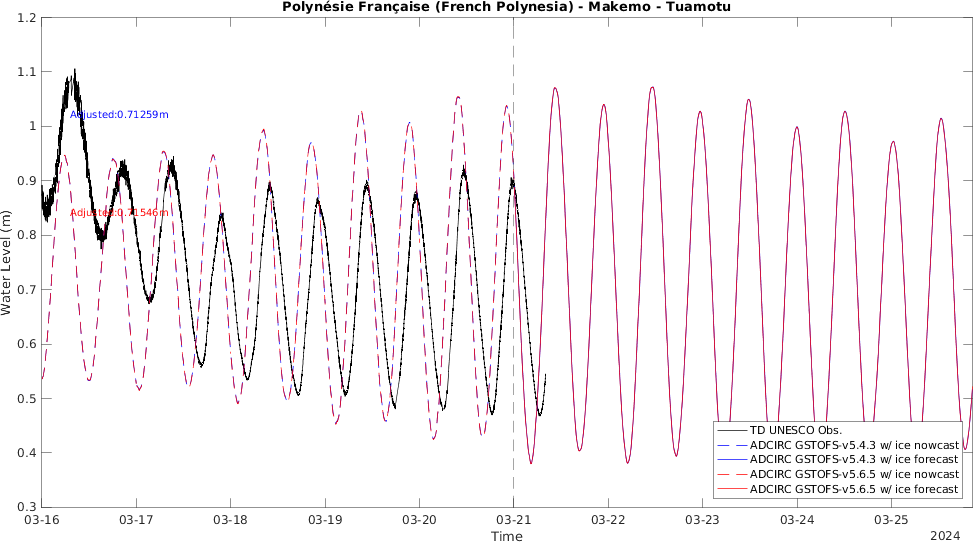 Polynésie Française (French Polynesia) - Makemo - Tuamotu
Water Level (m)
1.2
1.1
1
0.9
0.8
0.7
0.6
0.5
0.4
0.3
Adjusted:0.71259m
Adjusted:0.71546m
TD UNESCO Obs.
ADCIRC GSTOFS-v5.4.3 w/ ice nowcast
ADCIRC GSTOFS-v5.4.3 w/ ice forecast
ADCIRC GSTOFS-v5.6.5 w/ ice nowcast
ADCIRC GSTOFS-v5.6.5 w/ ice forecast
03-16 03-17 03-18 03-19 03-20 03-21 03-22 03-23 03-24 03-25
Time
2024